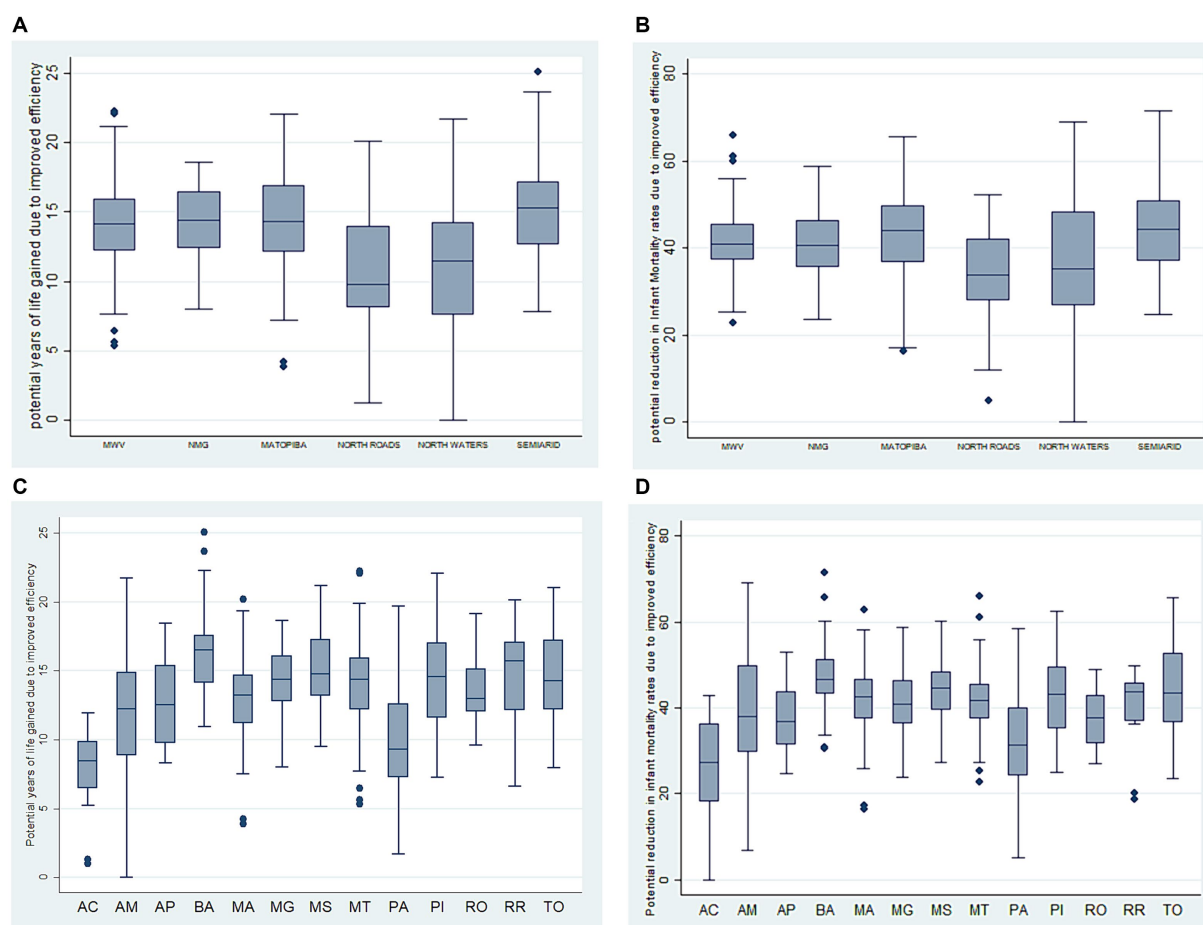 A
potential years of life gained due to improved efficiency
25
20
15
10
5
0
MWV NMG MATOPIBA NORTH ROADS NORTH WATERS SEMIARID
B
potential reduction in Infant Mortality rates due to improved efficiency
80
60
40
20
0
MWV NMG MATOPIBA NORTH ROADS NORTH WATERS SEMIARID
C
Potential years of life gained due to improved efficiency
25
20
15
10
5
0
AC AM AP BA MA MG MS MT PA PI RO RR TO
D
Potential reduction in infant mortality rates due to improved efficiency
80
60
40
20
0
AC AM AP BA MA MG MS MT PA PI RO RR TO